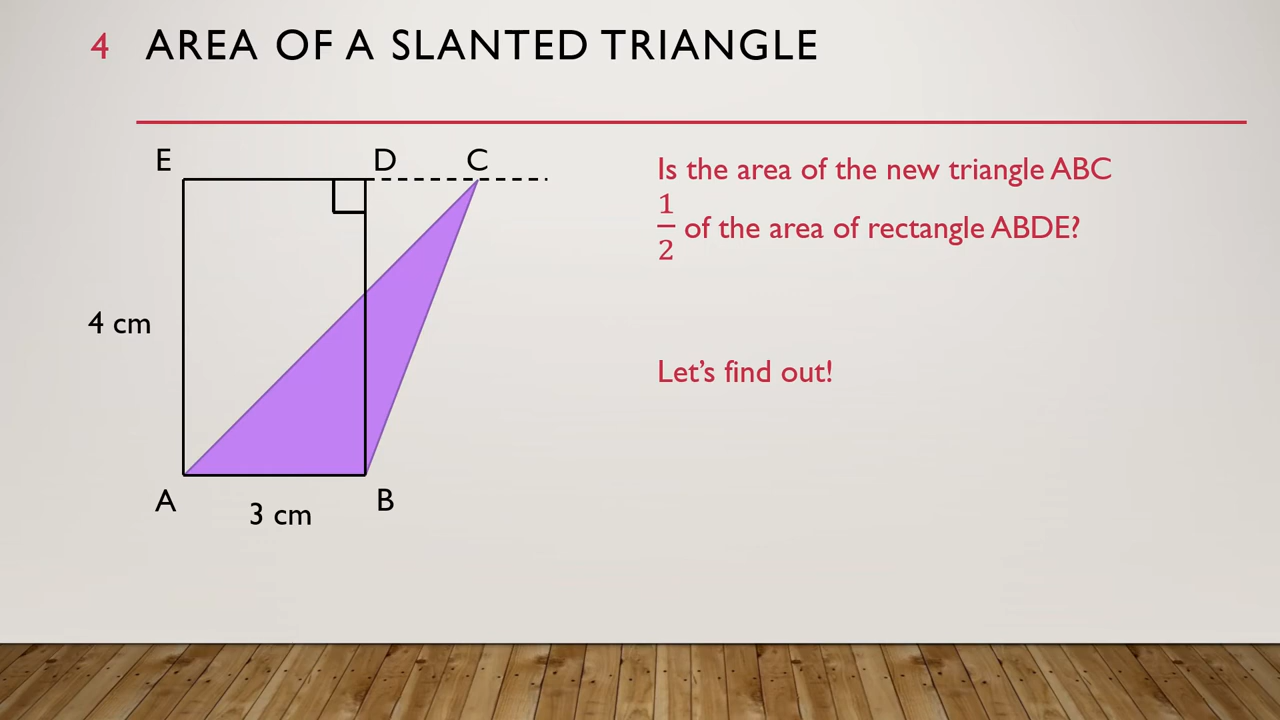 4 AREA OF A SLANTED TRIANGLE
E D C
Is the area of the new triangle ABC
1/2 of the area of rectangle ABDE?
4 cm
Let's find out!
A B
3 cm